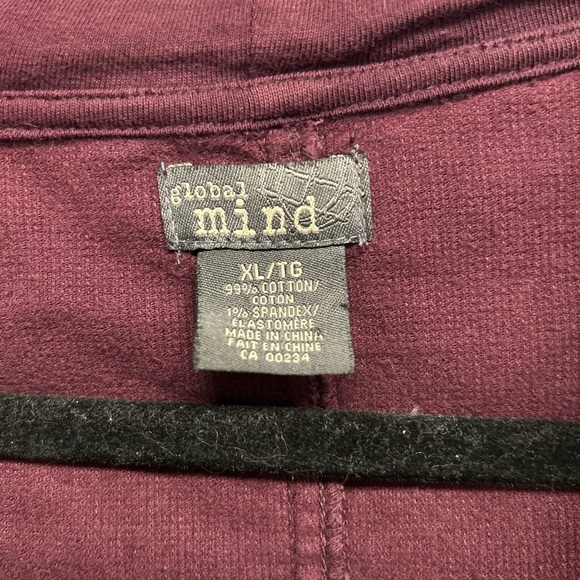 global
mind
XL/TG
99% COTTON/
COTON
1% SPANDEX/
ELASTOMÈRE
MADE IN CHINA
FAIT EN CHINE
CA 00234